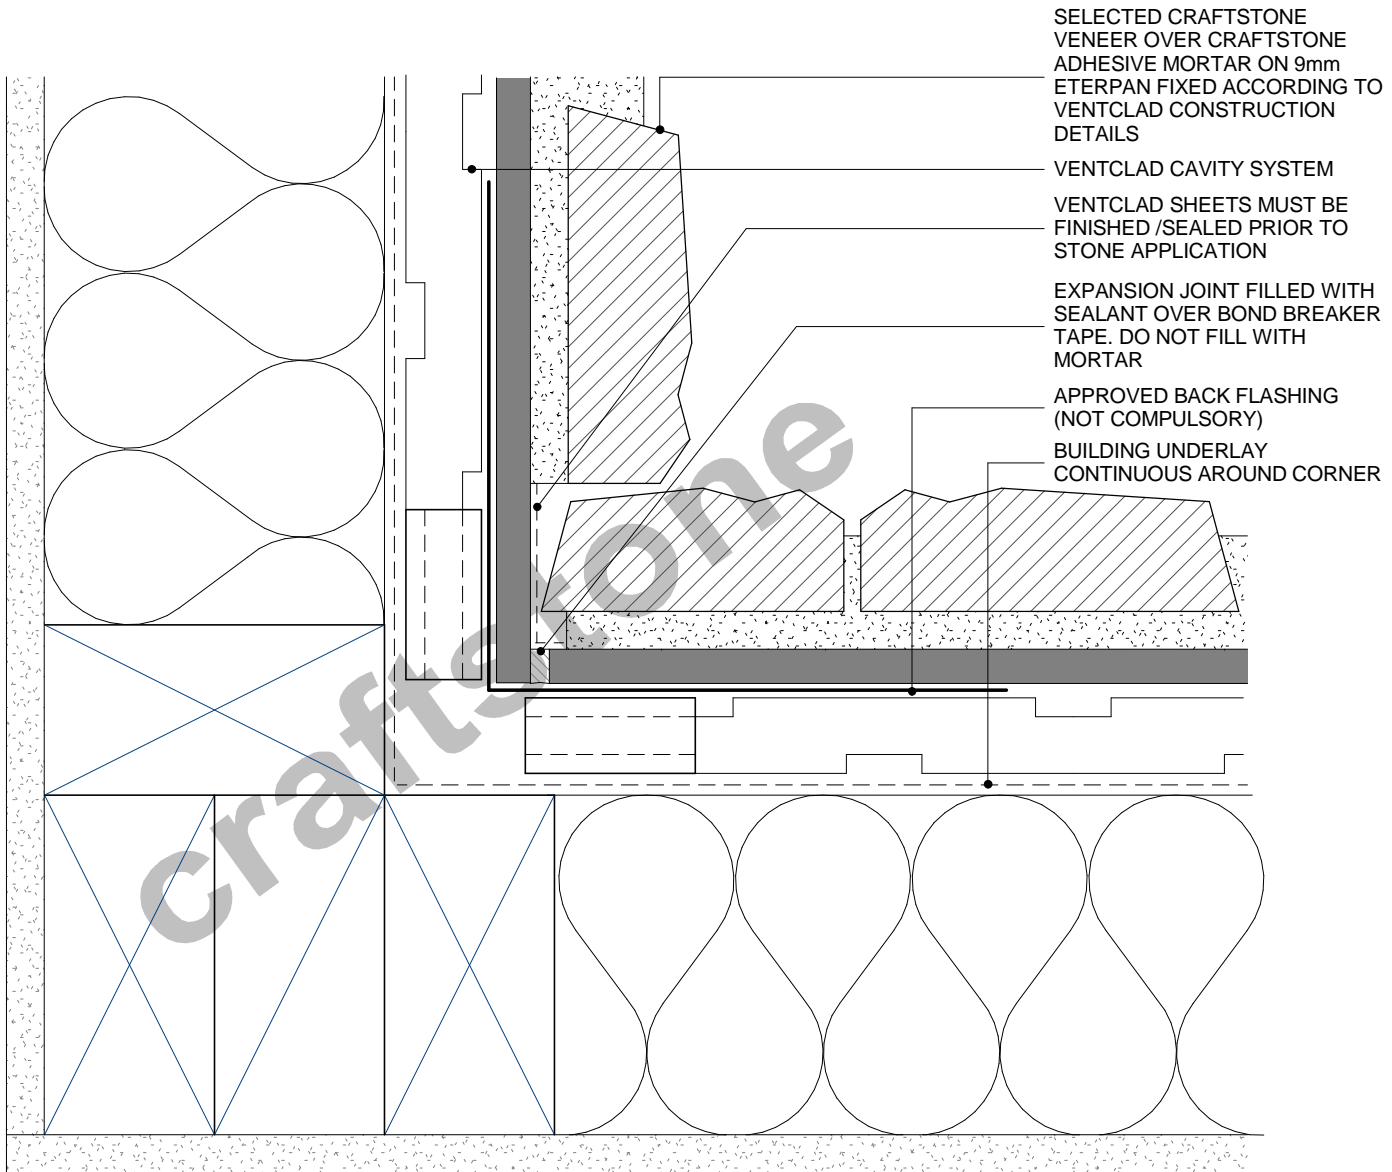 SELECTED CRAFTSTONE
VENEER OVER CRAFTSTONE
ADHESIVE MORTAR ON 9mm
ETERPAN FIXED ACCORDING TO
VENTCLAD CONSTRUCTION
DETAILS
VENTCLAD CAVITY SYSTEM
VENTCLAD SHEETS MUST BE
FINISHED /SEALED PRIOR TO
STONE APPLICATION
EXPANSION JOINT FILLED WITH
SEALANT OVER BOND BREAKER
TAPE. DO NOT FILL WITH
MORTAR
APPROVED BACK FLASHING
(NOT COMPULSORY)
BUILDING UNDERLAY
CONTINUOUS AROUND CORNER
craftstone